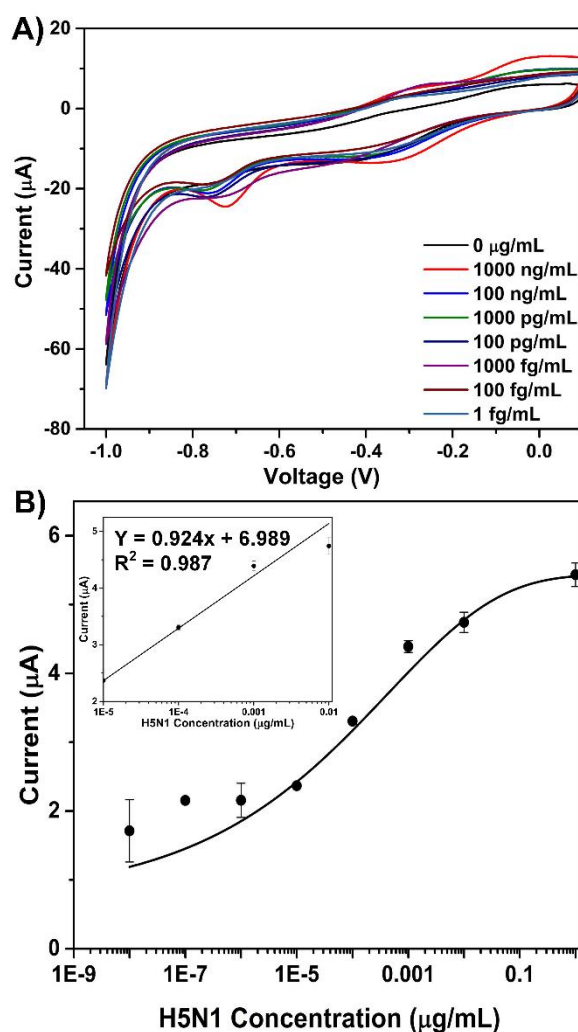 A)
20
0
-20
-40
-60
-80
Current (μA)
0 μg/mL
1000 ng/mL
100 ng/mL
1000 pg/mL
100 pg/mL
1000 fg/mL
100 fg/mL
1 fg/mL
-1.0 -0.8 -0.6 -0.4 -0.2 0.0
Voltage (V)
B)
6
4
2
0
Current (μA)
5
4
3
2
Current (μA)
Y = 0.924x + 6.989
R² = 0.987
1E-5 1E-4 0.001 0.01
H5N1 Concentration (μg/mL)
1E-9 1E-7 1E-5 0.001 0.1
H5N1 Concentration (μg/mL)